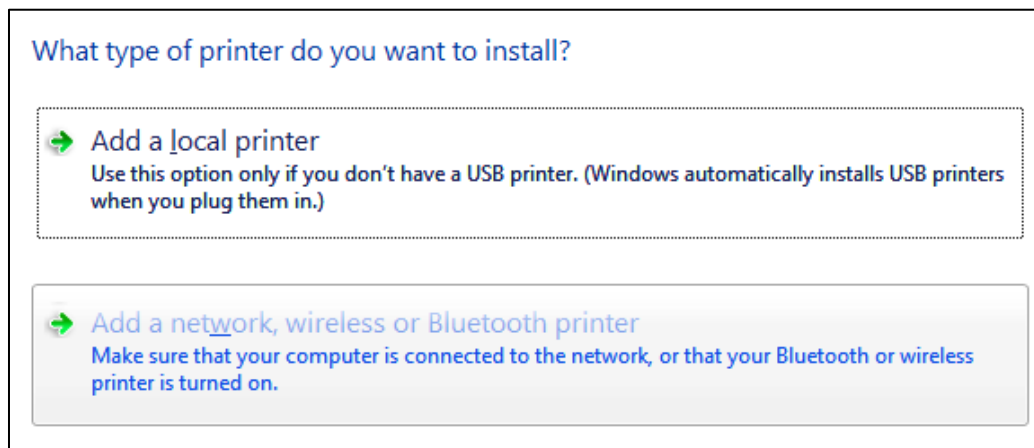 What type of printer do you want to install?
Add a local printer
Use this option only if you don't have a USB printer. (Windows automatically installs USB printers
when you plug them in.)
Add a network, wireless or Bluetooth printer
Make sure that your computer is connected to the network, or that your Bluetooth or wireless
printer is turned on.